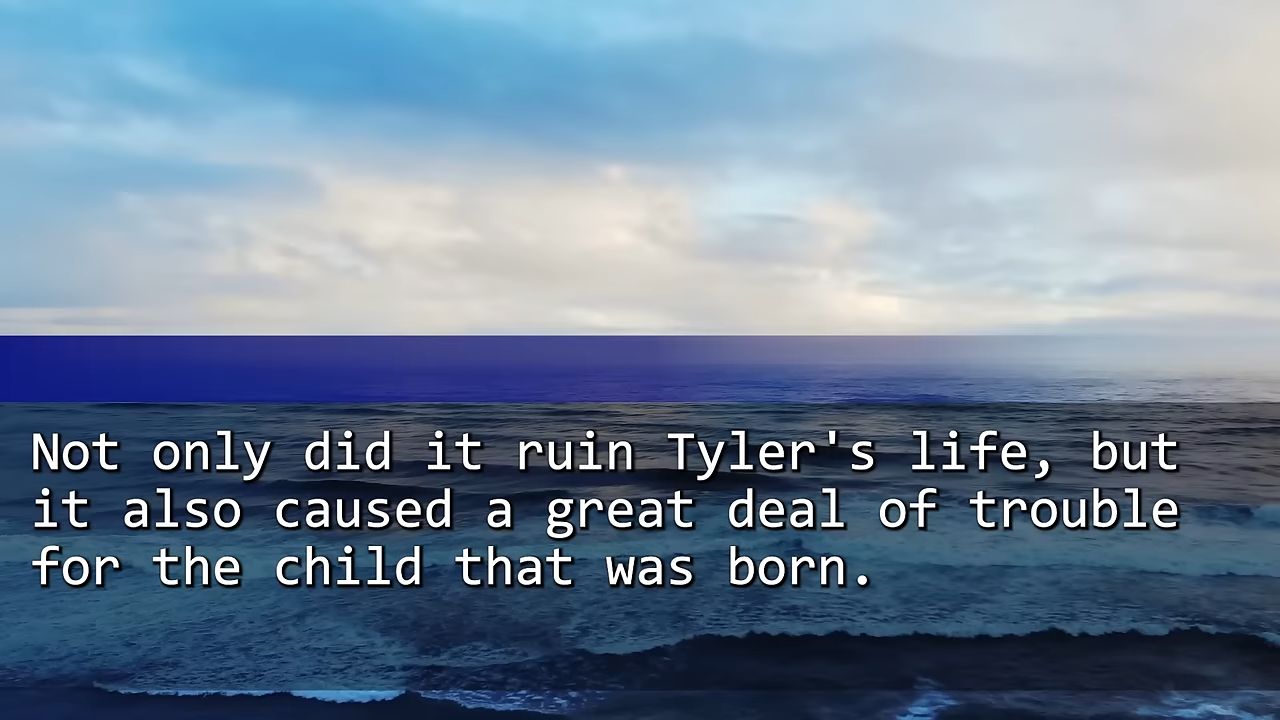 Not only did it ruin Tyler's life, but
it also caused a great deal of trouble
for the child that was born.